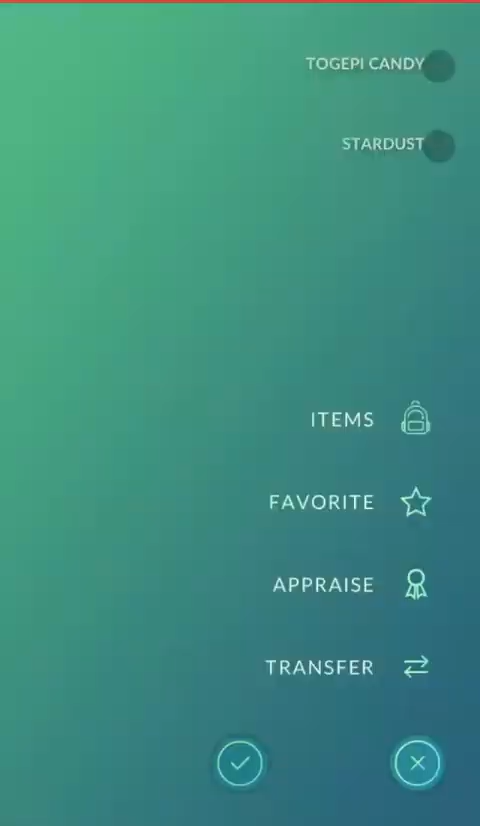 TOGEPI CANDY
STARDUST
ITEMS
FAVORITE
APPRAISE
TRANSFER